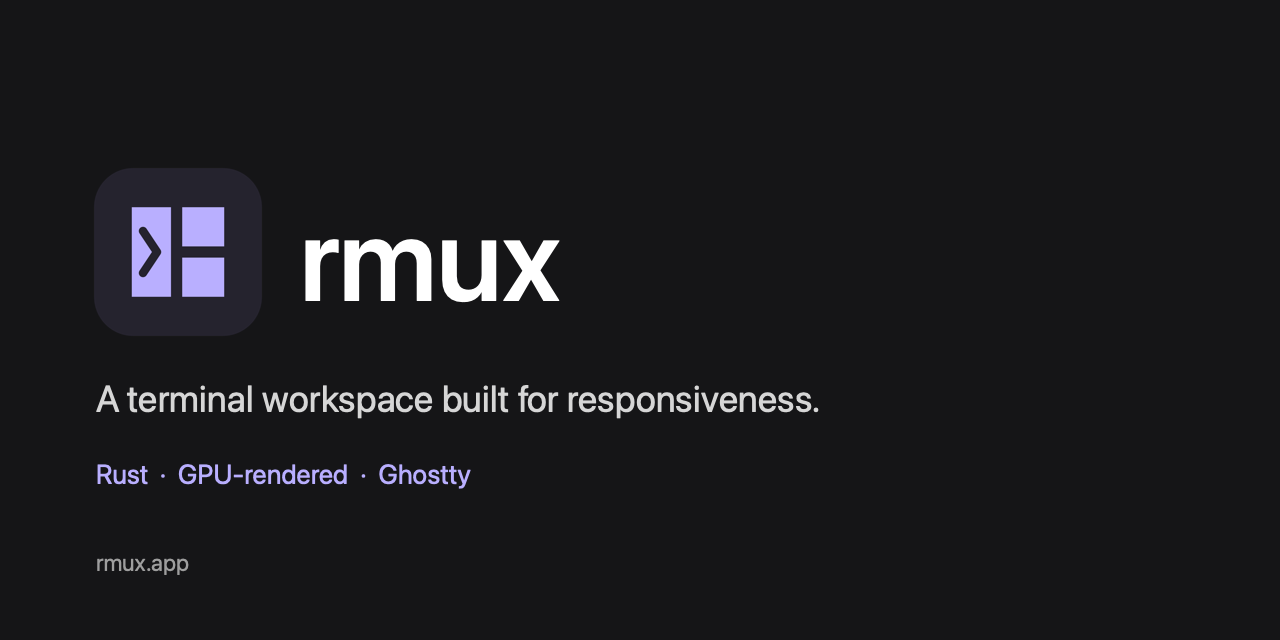 rmux
A terminal workspace built for responsiveness.
Rust · GPU-rendered · Ghostty
rmux.app